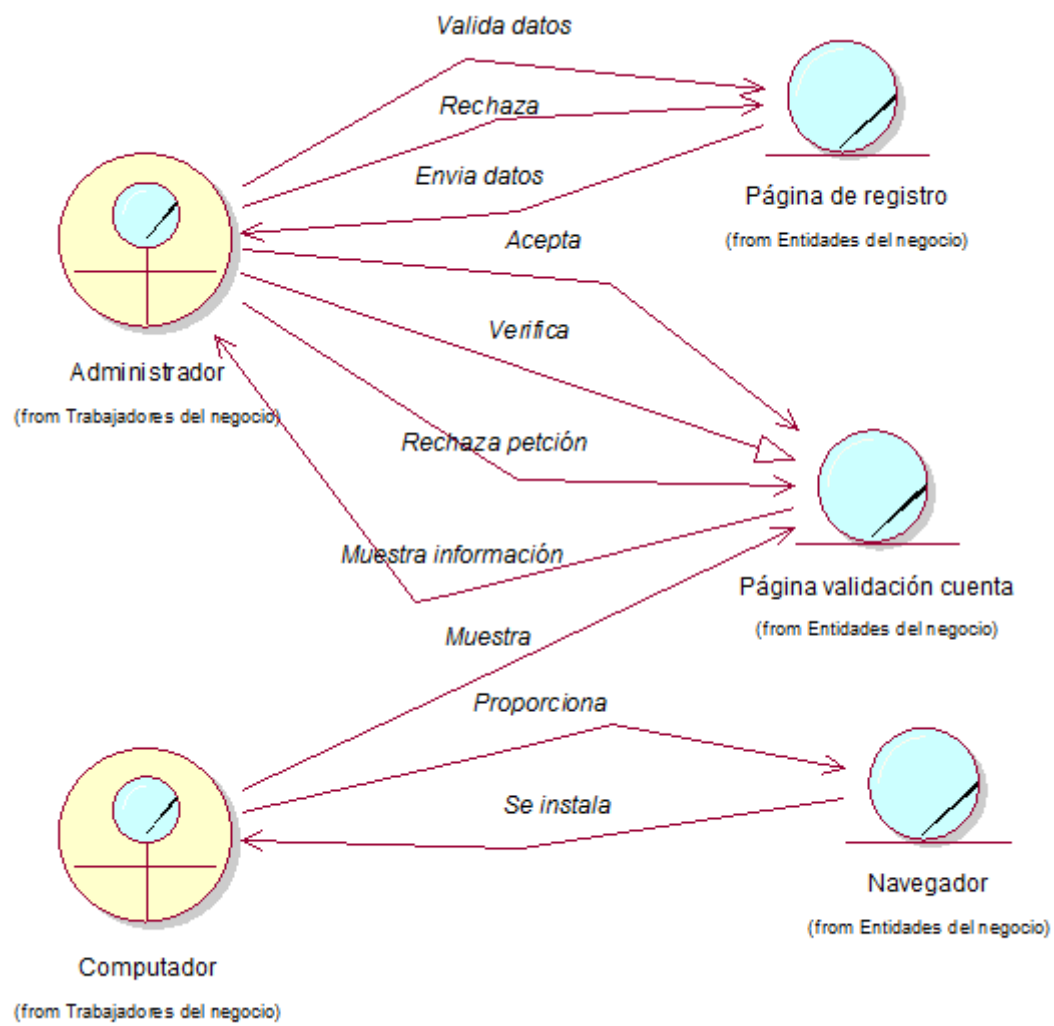 Valida datos
Rechaza
Envia datos
Página de registro
(from Entidades del negocio)
Acepta
Verifica
Administrador
(from Trabajadores del negocio)
Rechaza petción
Muestra información
Página validación cuenta
(from Entidades del negocio)
Muestra
Proporciona
Se instala
Navegador
(from Entidades del negocio)
Computador
(from Trabajadores del negocio)